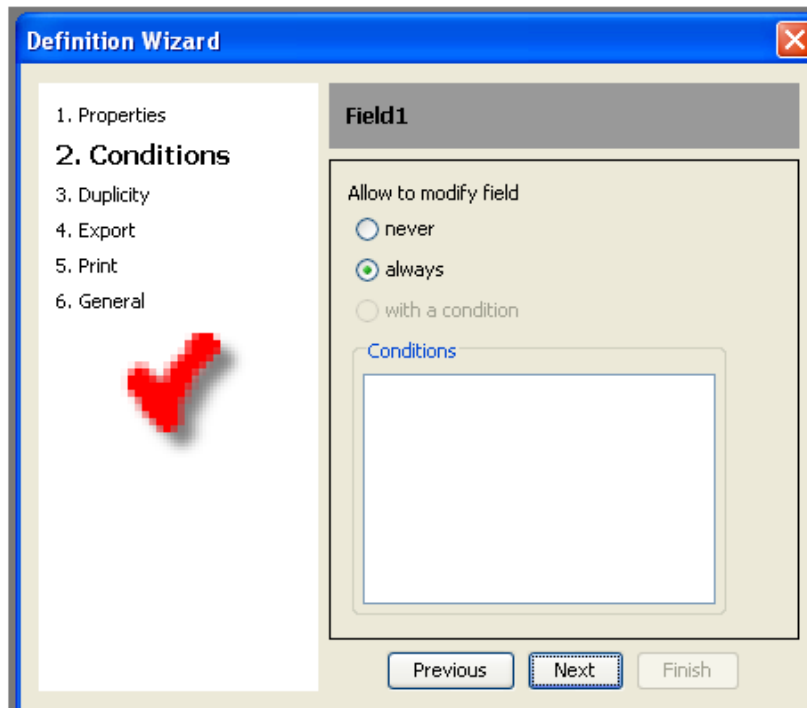 Definition Wizard
1. Properties
2. Conditions
3. Duplicity
4. Export
5. Print
6. General
Field1
Allow to modify field
never
always
with a condition
Conditions
Previous
Next
Finish